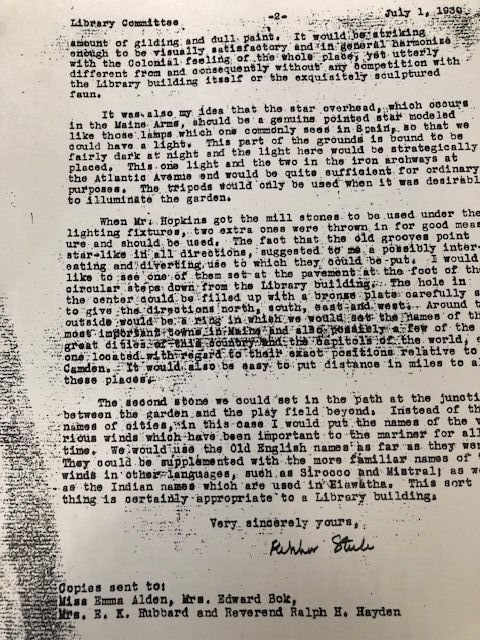 Library Committee -2- July 1, 1930
amount of gilding and dull paint. It would be striking
enough to be visually satisfactory and in general harmonize
with the Colonial feeling of the whole place, yet utterly
different from and consequently without any competition with
the Library building itself or the exquisitely sculptured
faun.
It was also my idea that the star overhead, which occurs
in the Maine Arms, should be a genuine pointed star modeled
like those lamps which one commonly sees in Spain, so that we
could have a light. This part of the grounds is bound to be
fairly dark at night and the light here would be strategically
placed. This one light and the two in the iron archways at
the Atlantic Avenue end would be quite sufficient for ordinary
purposes. The tripods would only be used when it was desirabl
to illuminate the garden.
When Mr. Hopkins got the mill stones to be used under the
lighting fixtures, two extra ones were thrown in for good meas
ure and should be used. The fact that the old grooves point
star-like in all directions, suggested to me a possibly inter-
esting and diverting use to which they could be put. I would
like to see one of them set at the pavement at the foot of th
circular steps down from the Library building. The hole in
the center could be filled up with a bronze plate carefully s
to give the directions north, south, east and west. Around t
outside would be a ring in which we would set the names of th
most important towns in Maine and also possibly a few of the
great cities of this country and the capitols of the world, e
one located with regard to their exact positions relative to
Camden. It would also be easy to put distance in miles to al
these places.
The second stone we could set in the path at the juncti
between the garden and the play field beyond. Instead of th
names of cities, in this case I would put the names of the v
rious winds which have been important to the mariner for all
time. We would use the Old English names as far as they wer
They could be supplemented with the more familiar names of
winds in other languages, such as Sirocco and Mistral; as we
as the Indian names which are used in Hiawatha. This sort
thing is certainly appropriate to a Library building.
Very sincerely yours,
Steele
Copies sent to:
Miss Emma Alden, Mrs. Edward Bok,
Mrs. E. K. Hubbard and Reverend Ralph H. Hayden